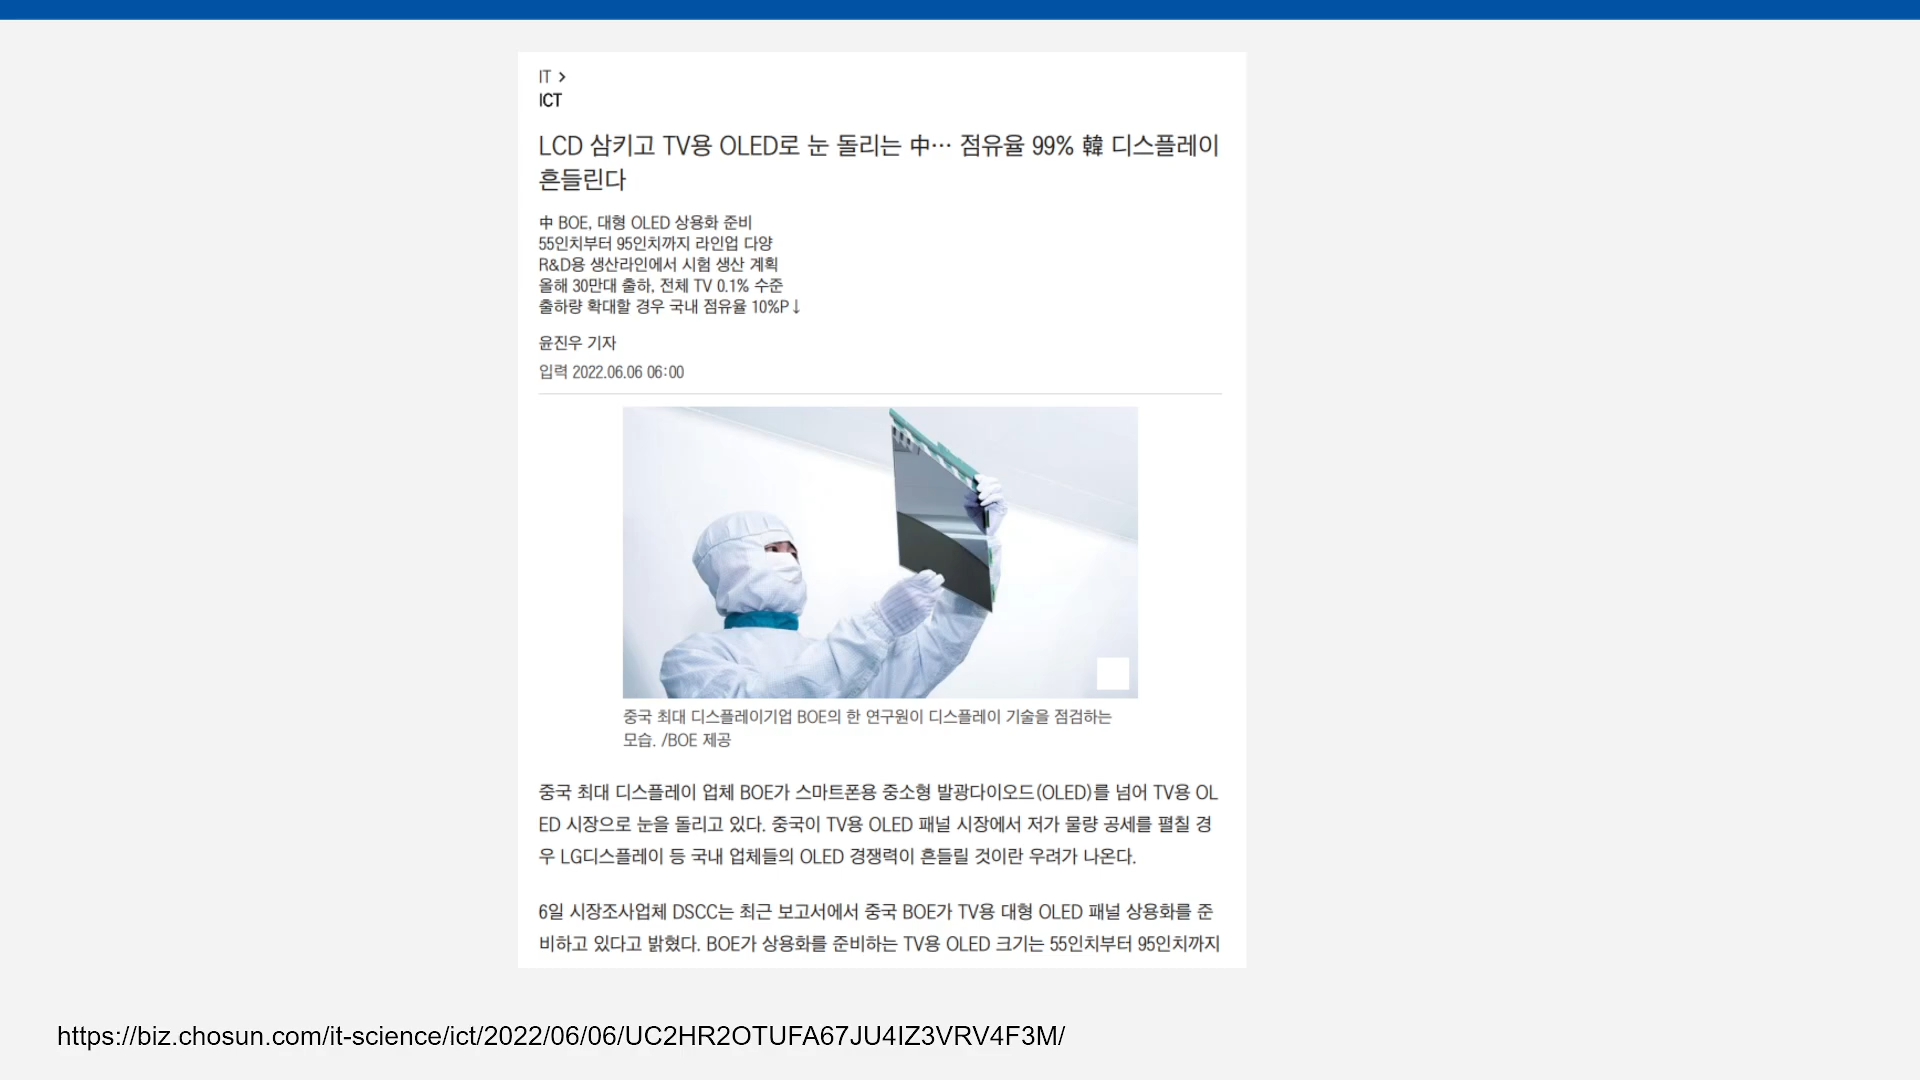 IT >
ICT
LCD 삼키고 TV용 OLED로 눈 돌리는 中… 점유율 99% 韓 디스플레이
흔들린다
中 BOE, 대형 OLED 상용화 준비
55인치부터 95인치까지 라인업 다양
R&D용 생산라인에서 시험 생산 계획
올해 30만대 출하, 전체 TV 0.1% 수준
출하량 확대할 경우 국내 점유율 10%P↓
윤진우 기자
입력 2022.06.06 06:00
중국 최대 디스플레이기업 BOE의 한 연구원이 디스플레이 기술을 점검하는
모습. /BOE 제공
중국 최대 디스플레이 업체 BOE가 스마트폰용 중소형 발광다이오드(OLED)를 넘어 TV용 OL
ED 시장으로 눈을 돌리고 있다. 중국이 TV용 OLED 패널 시장에서 저가 물량 공세를 펼칠 경
우 LG디스플레이 등 국내 업체들의 OLED 경쟁력이 흔들릴 것이란 우려가 나온다.
6일 시장조사업체 DSCC는 최근 보고서에서 중국 BOE가 TV용 대형 OLED 패널 상용화를 준
비하고 있다고 밝혔다. BOE가 상용화를 준비하는 TV용 OLED 크기는 55인치부터 95인치까지
https://biz.chosun.com/it-science/ict/2022/06/06/UC2HR2OTUFA67JU4IZ3VRV4F3M/